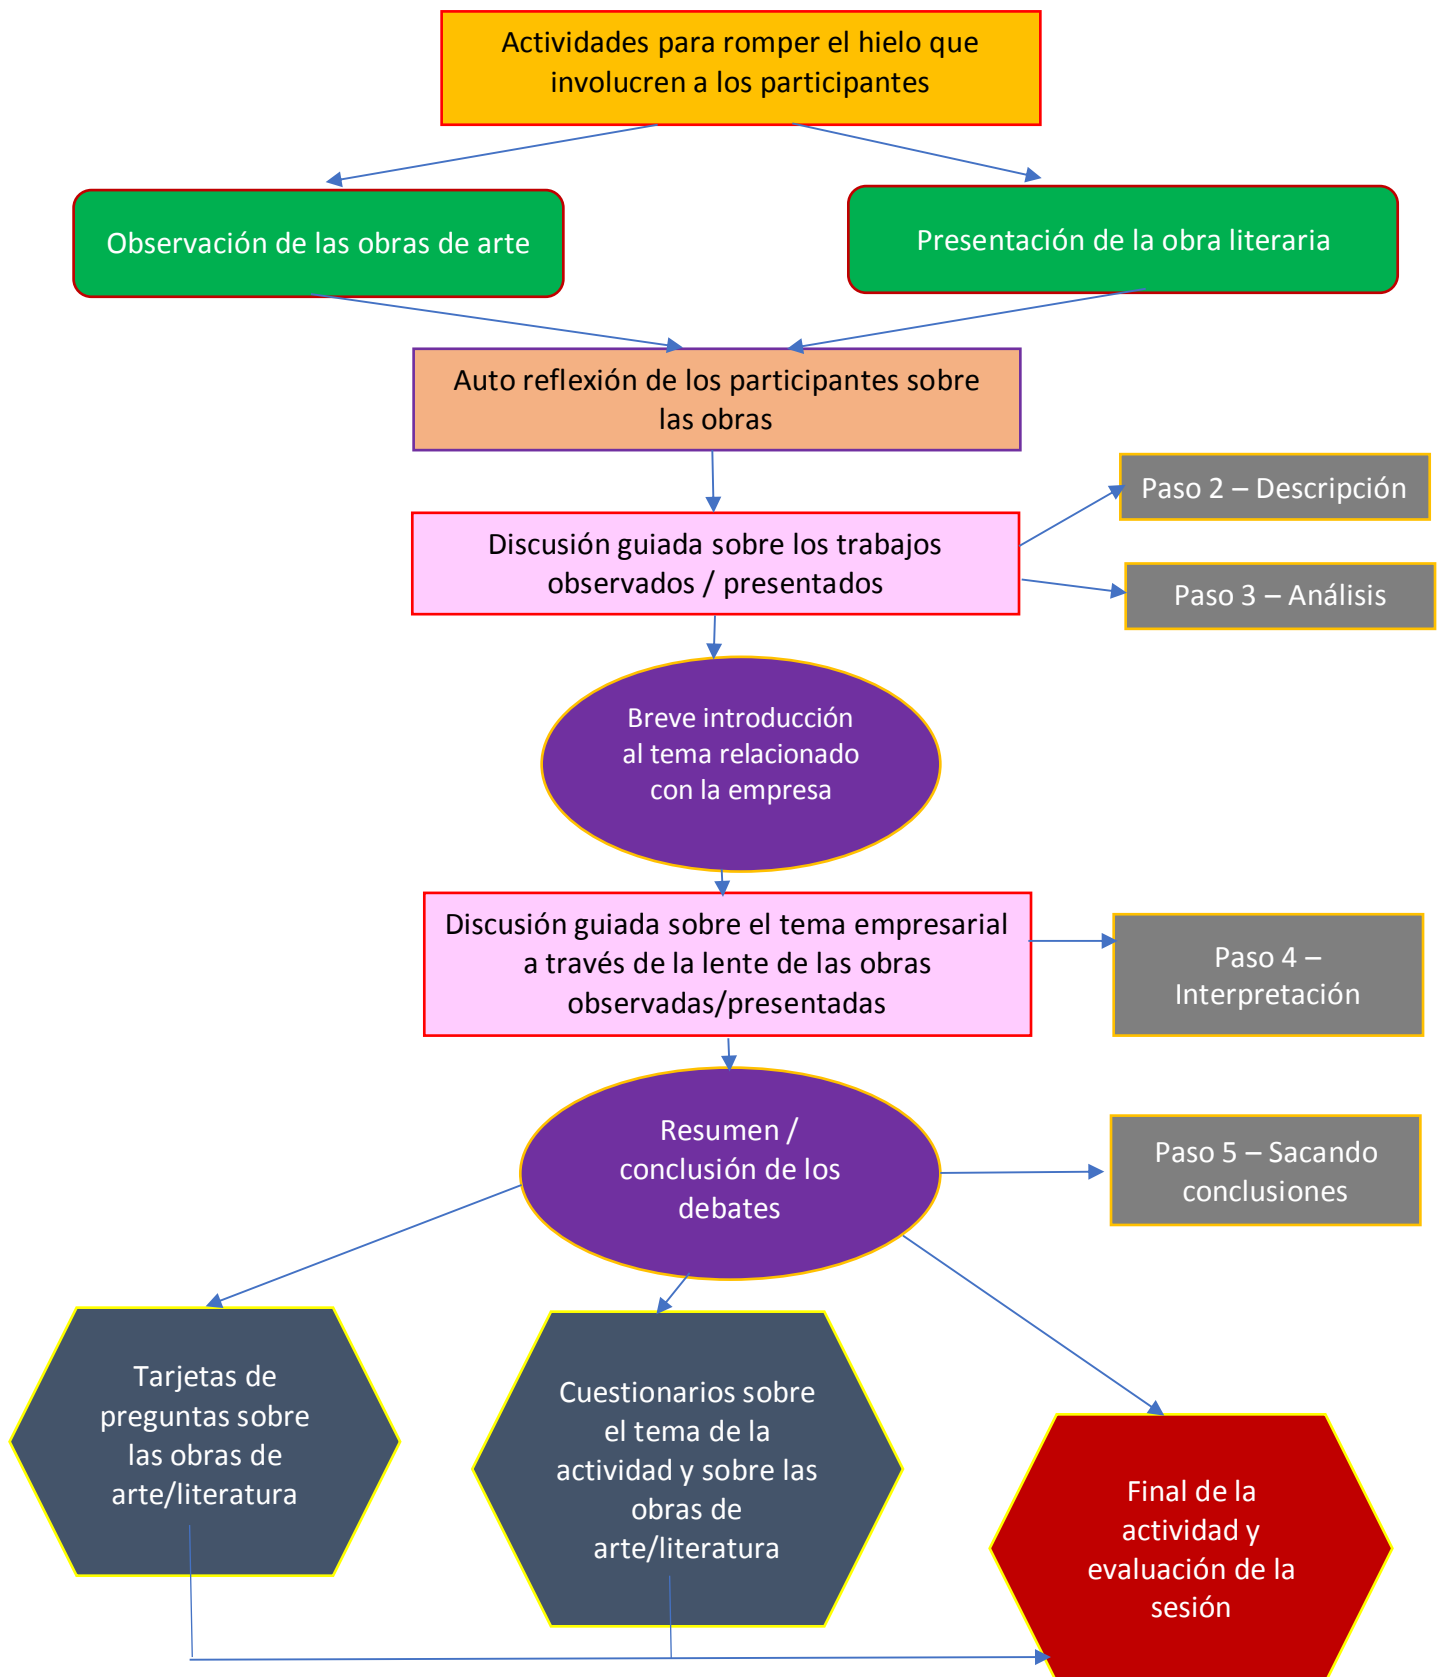 Actividades para romper el hielo que
involucren a los participantes
Observación de las obras de arte
Presentación de la obra literaria
Auto reflexión de los participantes sobre
las obras
Paso 2 – Descripción
Discusión guiada sobre los trabajos
observados / presentados
Paso 3 – Análisis
Breve introducción
al tema relacionado
con la empresa
Discusión guiada sobre el tema empresarial
a través de la lente de las obras
observadas/presentadas
Paso 4 –
Interpretación
Resumen /
conclusión de los
debates
Paso 5 – Sacando
conclusiones
Tarjetas de
preguntas sobre
las obras de
arte/literatura
Cuestionarios sobre
el tema de la
actividad y sobre las
obras de
arte/literatura
Final de la
actividad y
evaluación de la
sesión